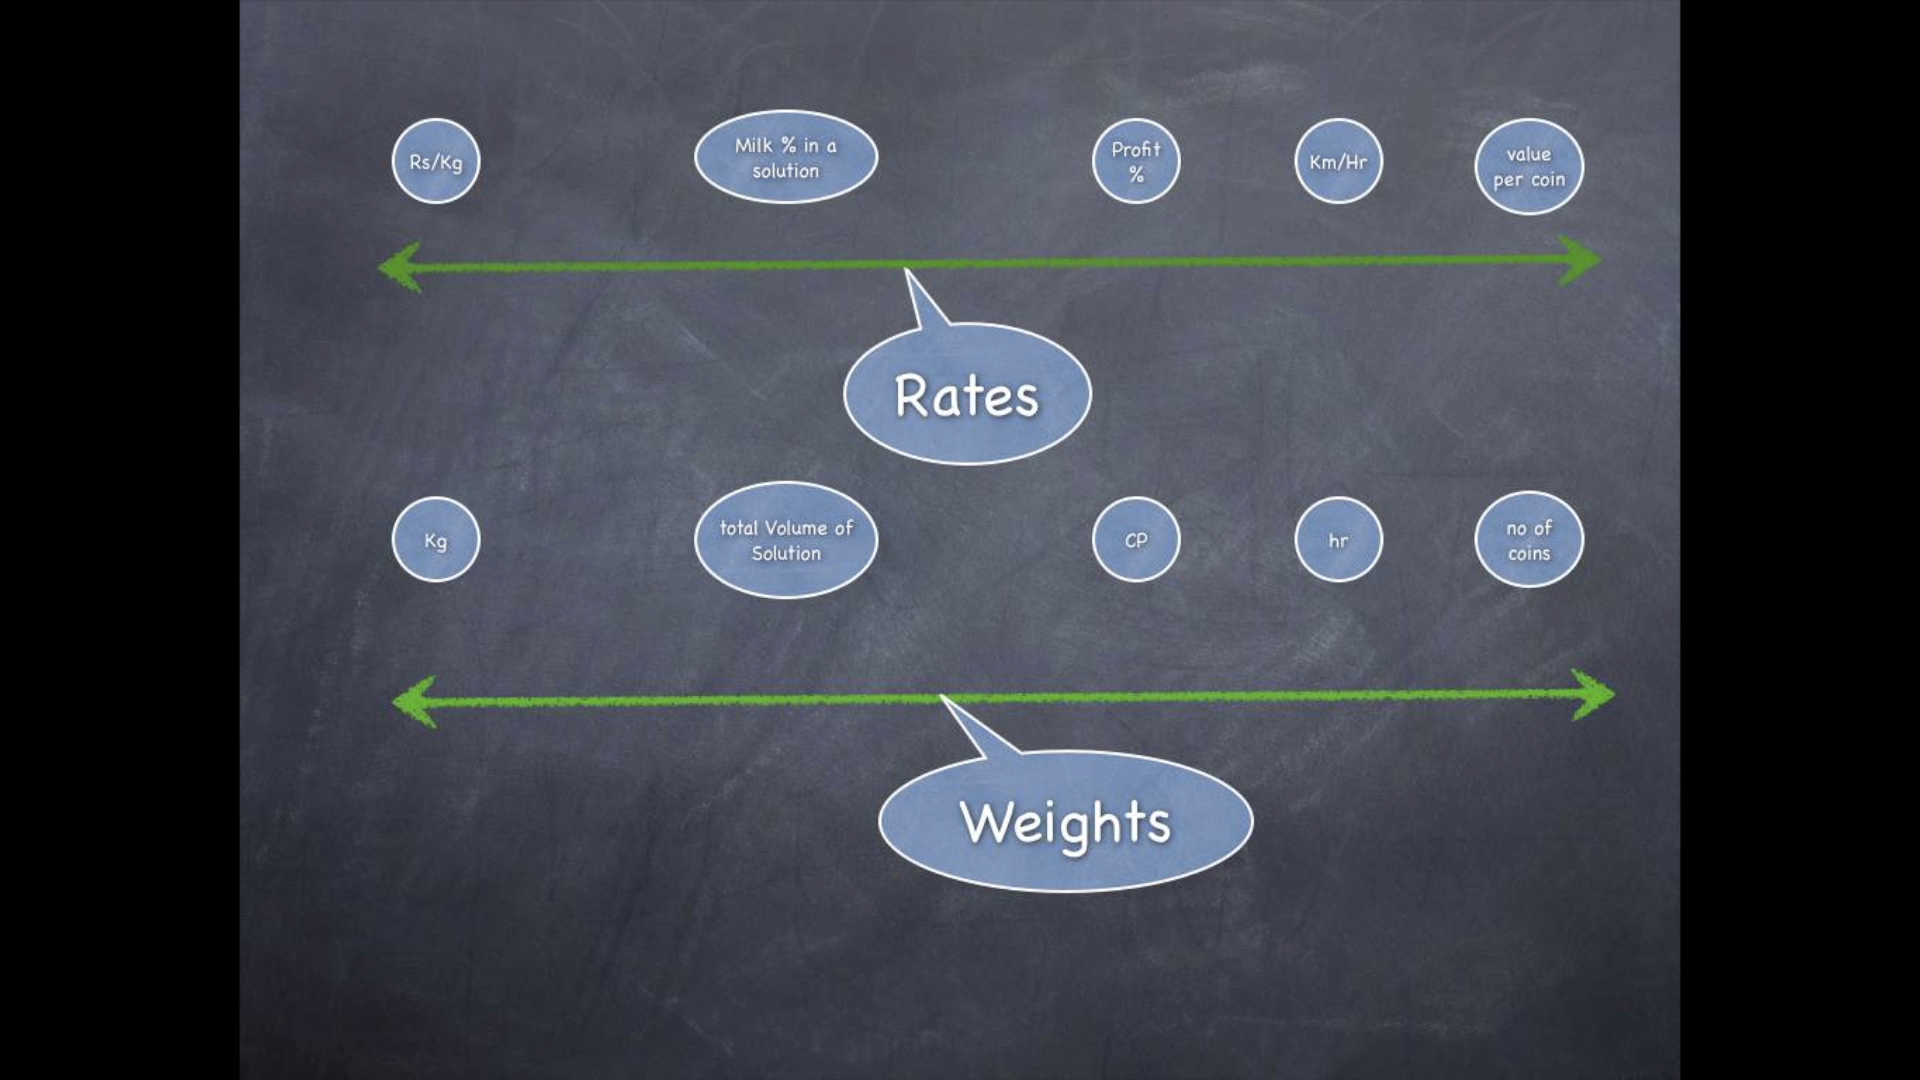 Rs/Kg
Milk % in a
solution
Profit
%
Km/Hr
value
per coin
Rates
Kg
total Volume of
Solution
CP
hr
no of
coins
Weights